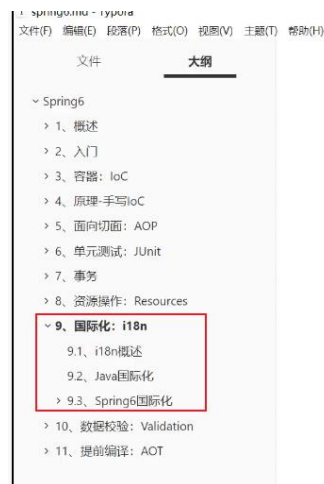 spring6.md - Typora
文件(F) 编辑(E) 段落(P) 格式(O) 视图(V) 主题(T) 帮助(H)
文件 大纲
Spring6
1、概述
2、入门
3、容器：IoC
4、原理-手写IoC
5、面向切面：AOP
6、单元测试：JUnit
7、事务
8、资源操作：Resources
9、国际化：i18n
9.1、i18n概述
9.2、Java国际化
9.3、Spring6国际化
10、数据校验：Validation
11、提前编译：AOT